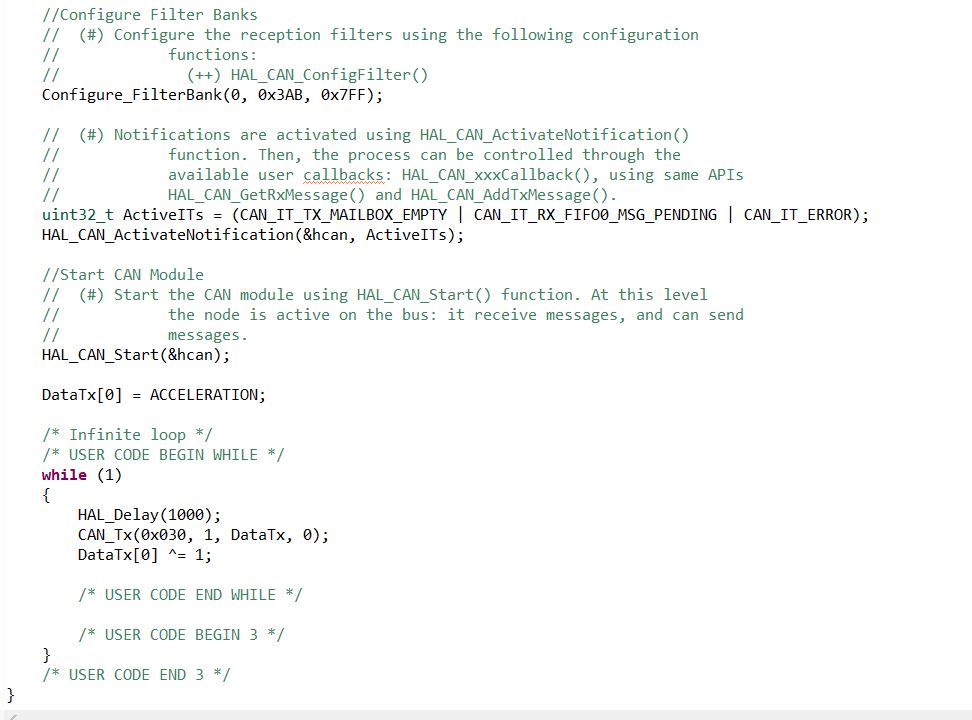 //Configure Filter Banks
//  (#) Configure the reception filters using the following configuration
//            functions:
//              (++) HAL_CAN_ConfigFilter()
Configure_FilterBank(0, 0x3AB, 0x7FF);
//  (#) Notifications are activated using HAL_CAN_ActivateNotification()
//            function. Then, the process can be controlled through the
//            available user callbacks: HAL_CAN_xxxCallback(), using same APIs
//            HAL_CAN_GetRxMessage() and HAL_CAN_AddTxMessage().
uint32_t ActiveITs = (CAN_IT_TX_MAILBOX_EMPTY | CAN_IT_RX_FIFO0_MSG_PENDING | CAN_IT_ERROR);
HAL_CAN_ActivateNotification(&hcan, ActiveITs);
//Start CAN Module
//  (#) Start the CAN module using HAL_CAN_Start() function. At this level
//            the node is active on the bus: it receive messages, and can send
//            messages.
HAL_CAN_Start(&hcan);
DataTx[0] = ACCELERATION;
/* Infinite loop */
/* USER CODE BEGIN WHILE */
while (1)
{
HAL_Delay(1000);
CAN_Tx(0x030, 1, DataTx, 0);
DataTx[0] ^= 1;
/* USER CODE END WHILE */
/* USER CODE BEGIN 3 */
}
/* USER CODE END 3 */
}